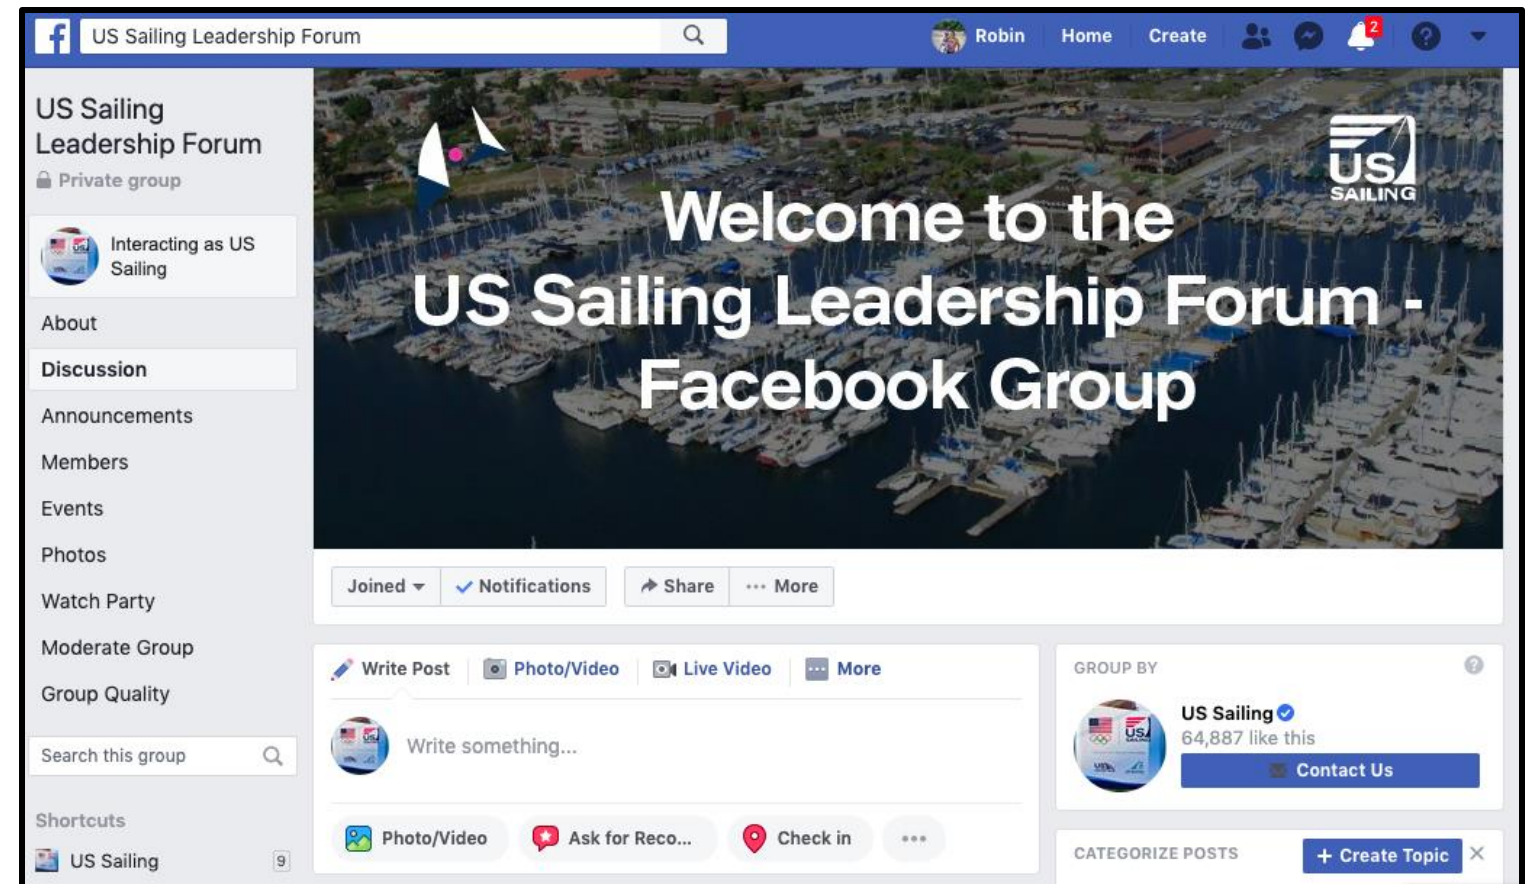 US Sailing Leadership Forum
Robin
Home
Create
2
US Sailing
Leadership Forum
Private group
Interacting as US
Sailing
About
Discussion
Announcements
Members
Events
Photos
Watch Party
Moderate Group
Group Quality
Search this group
Shortcuts
US Sailing
9
US
SAILING
Welcome to the
US Sailing Leadership Forum -
Facebook Group
Joined
Notifications
Share
More
Write Post
Photo/Video
Live Video
More
Write something...
Photo/Video
Ask for Reco...
Check in
GROUP BY
US Sailing
64,887 like this
Contact Us
CATEGORIZE POSTS
+ Create Topic